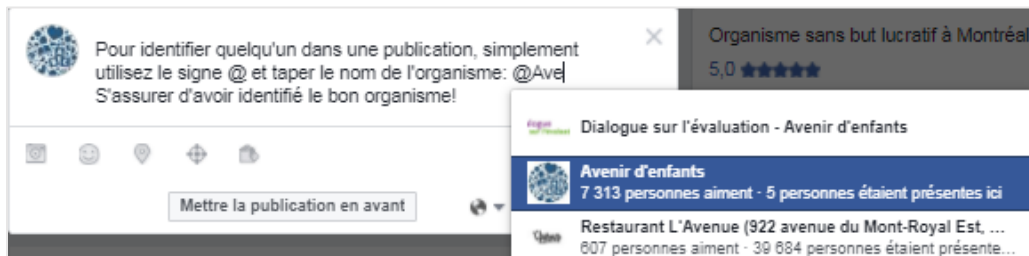 Pour identifier quelqu'un dans une publication, simplement
utilisez le signe @ et taper le nom de l'organisme: @Ave
S'assurer d'avoir identifié le bon organisme!
Mettre la publication en avant
Organisme sans but lucratif à Montréal
5,0 ★★★★★
Dialogue sur l'évaluation - Avenir d'enfants
Avenir d'enfants
7 313 personnes aiment · 5 personnes étaient présentes ici
Restaurant L'Avenue (922 avenue du Mont-Royal Est, ...
607 personnes aiment · 39 684 personnes étaient présente...